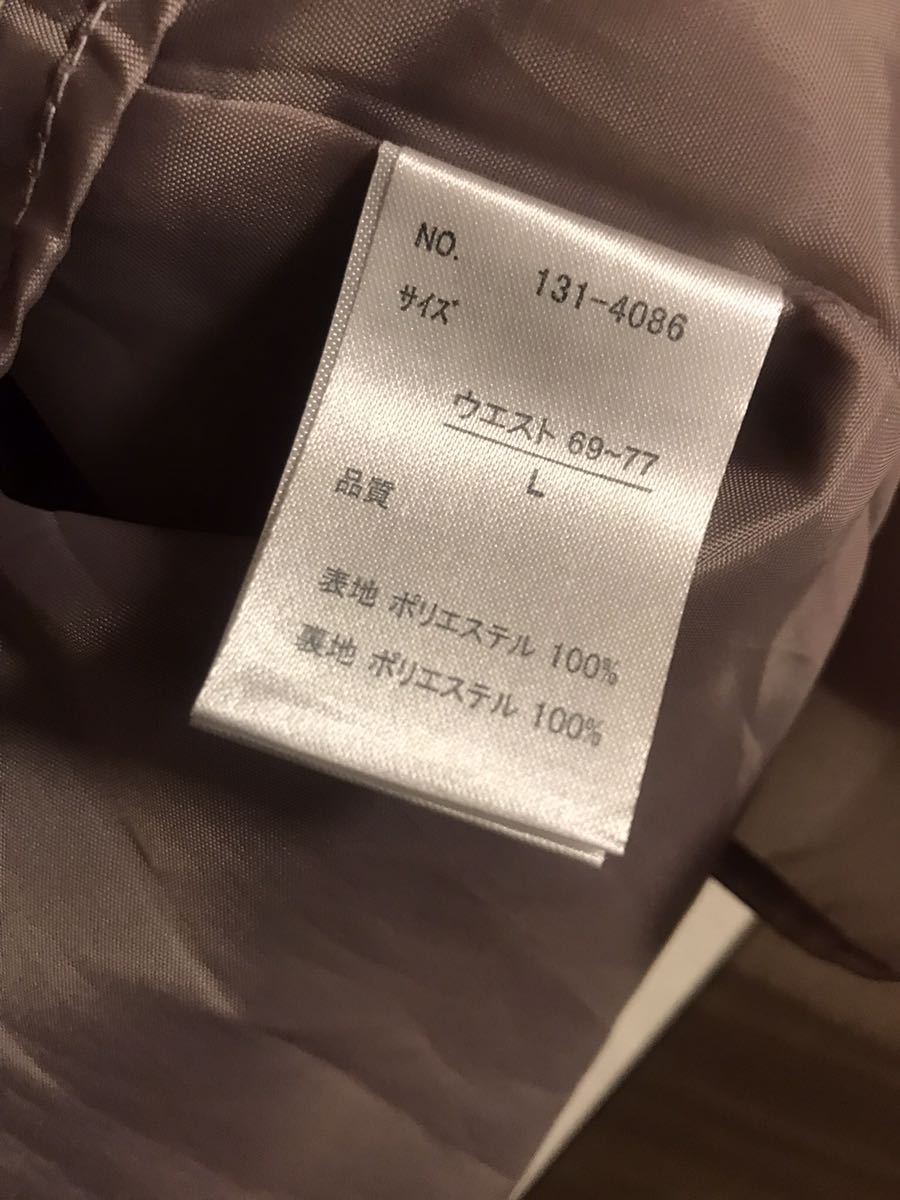 NO. 131-4086
サイズ
ウエスト 69~77
L
品質
表地 ポリエステル 100%
裏地 ポリエステル 100%